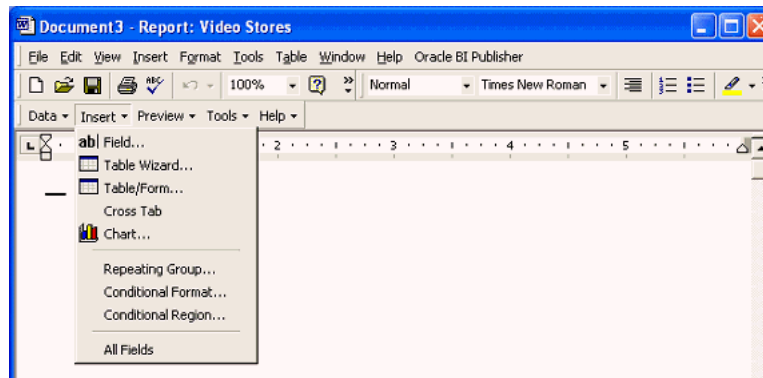 Document3 - Report: Video Stores
File Edit View Insert Format Tools Table Window Help Oracle BI Publisher
ABC 100% Normal Times New Roman
Data Insert Preview Tools Help
ab Field...
2 3 4 5
Table Wizard...
Table/Form...
Cross Tab
Chart...
Repeating Group...
Conditional Format...
Conditional Region...
All Fields